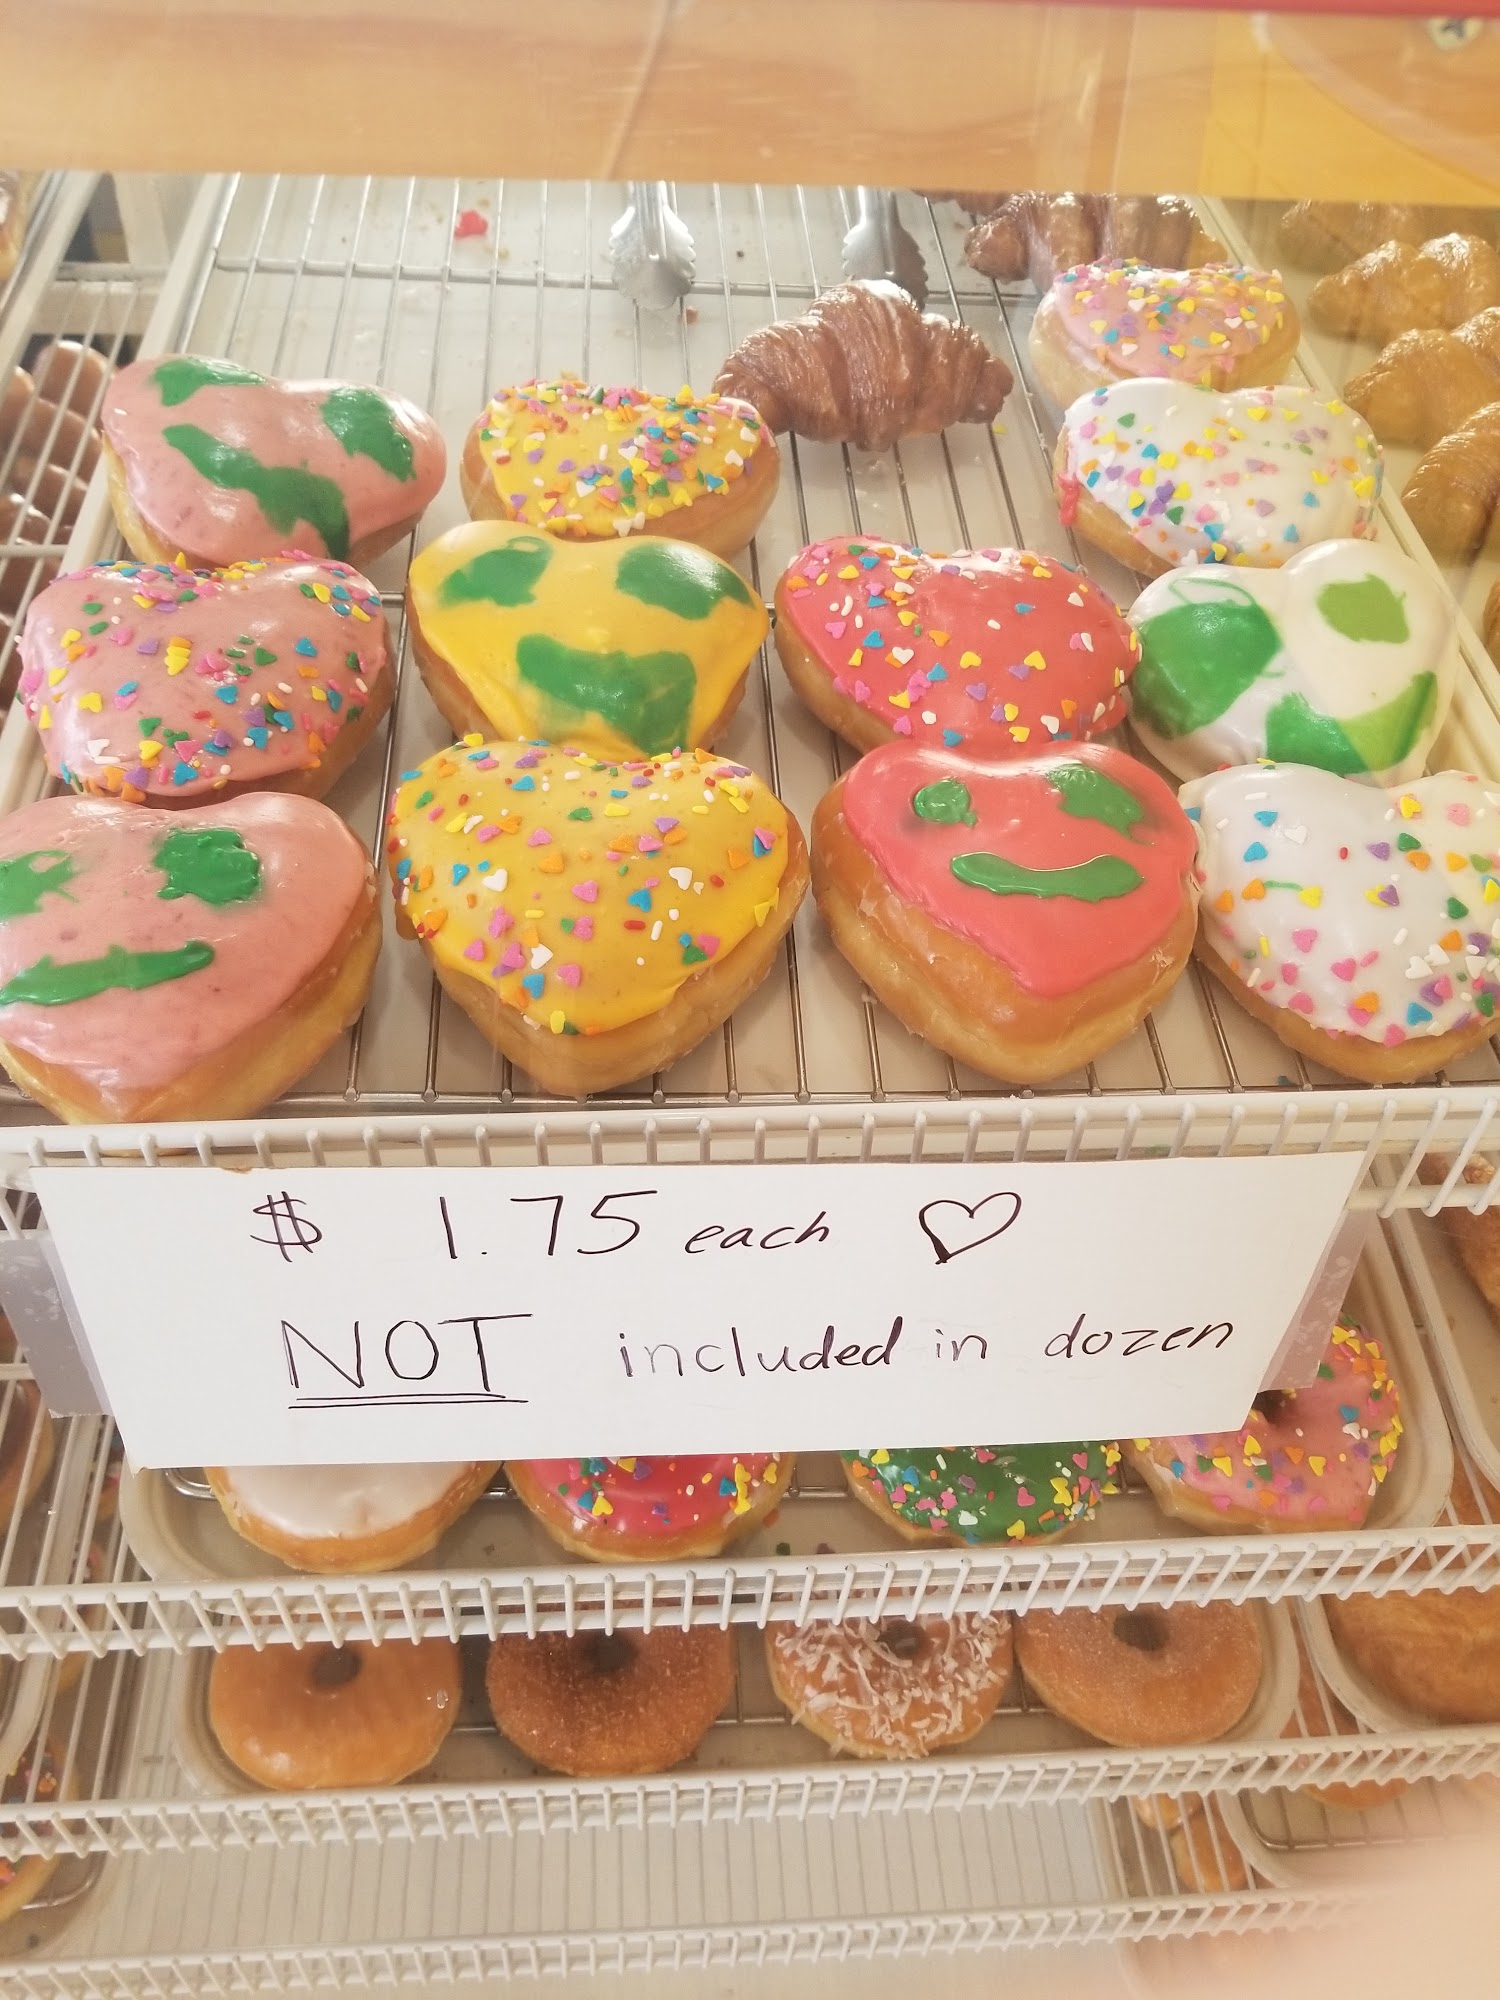 $ 1.75 each ♡
NOT included in dozen